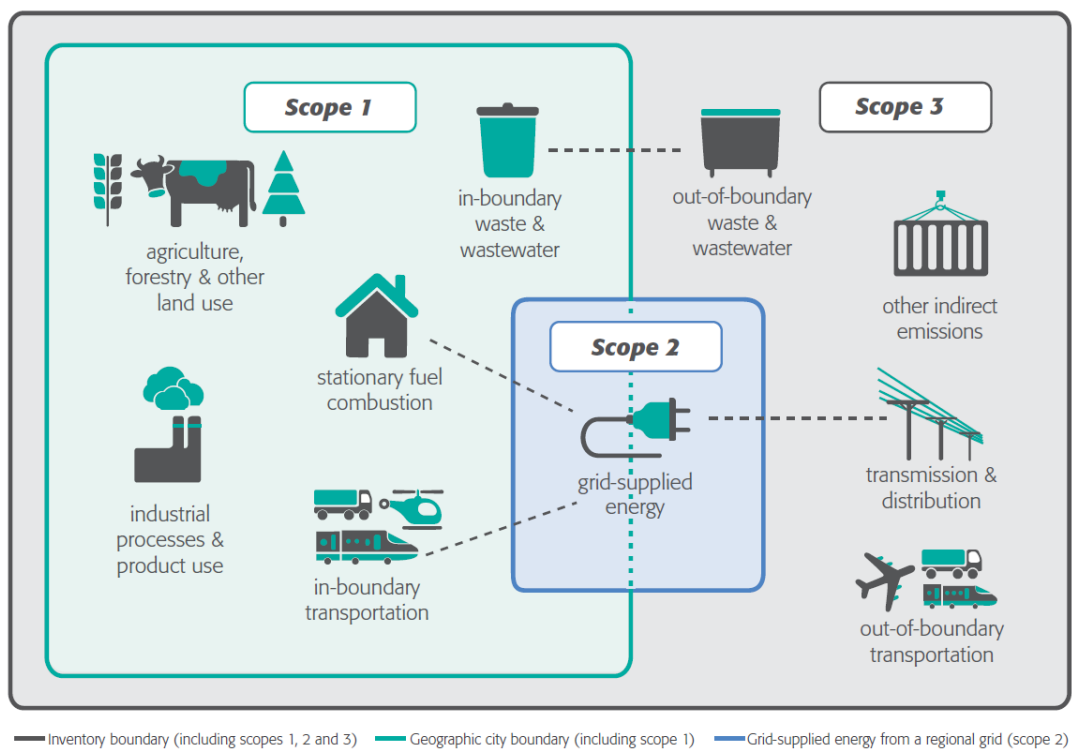 Scope 1
Scope 3
in-boundary
waste &
wastewater
out-of-boundary
waste &
wastewater
agriculture,
forestry & other
land use
other indirect
emissions
Scope 2
stationary fuel
combustion
grid-supplied
energy
transmission &
distribution
industrial
processes &
product use
in-boundary
transportation
out-of-boundary
transportation
Inventory boundary (including scopes 1, 2 and 3)
Geographic city boundary (including scope 1)
Grid-supplied energy from a regional grid (scope 2)